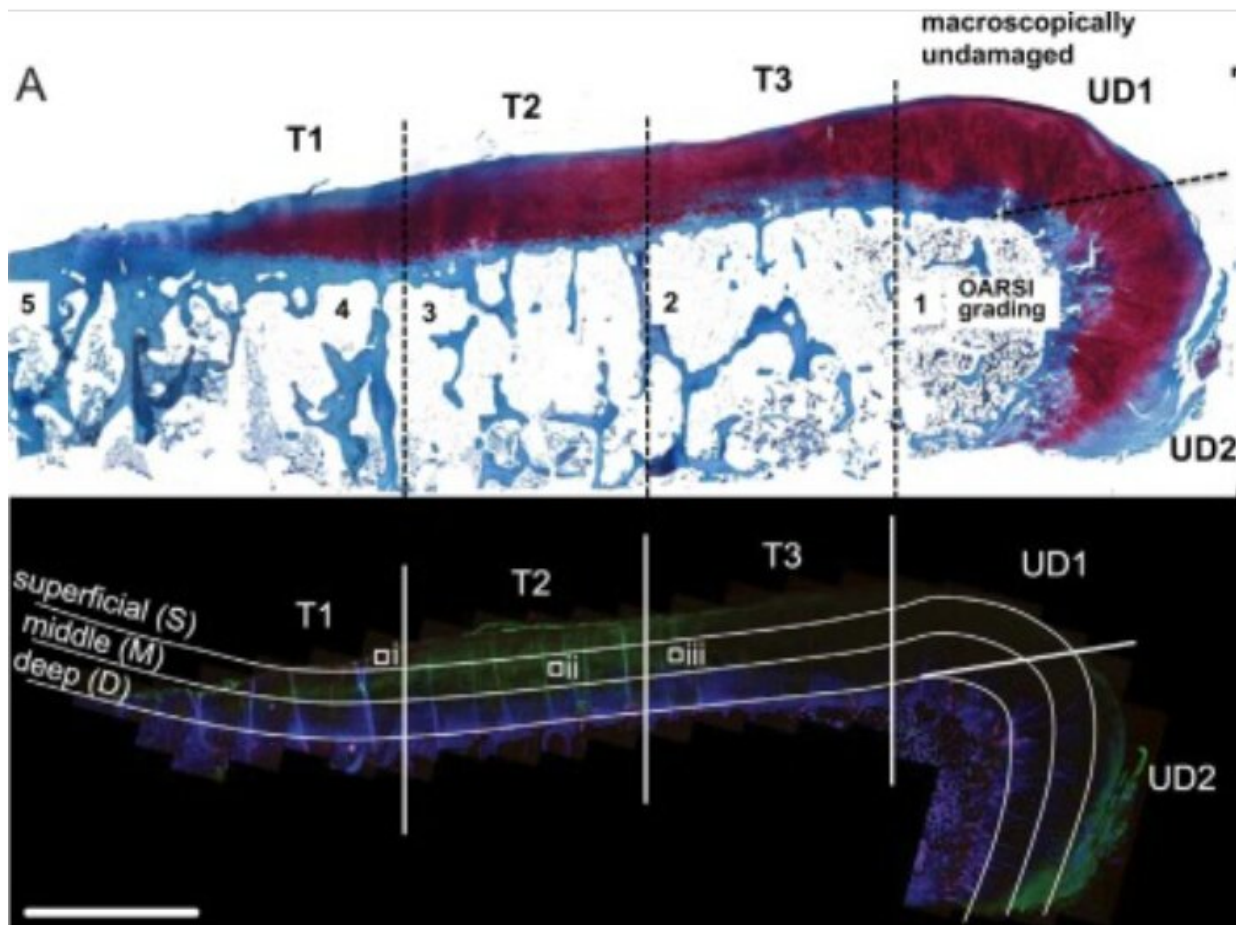 A
macroscopically
undamaged
T1
T2
T3
UD1
5
4
3
2
1
OARSI
grading
UD2
superficial (S)
middle (M)
deep (D)
T1
T2
T3
UD1
i
ii
iii
UD2